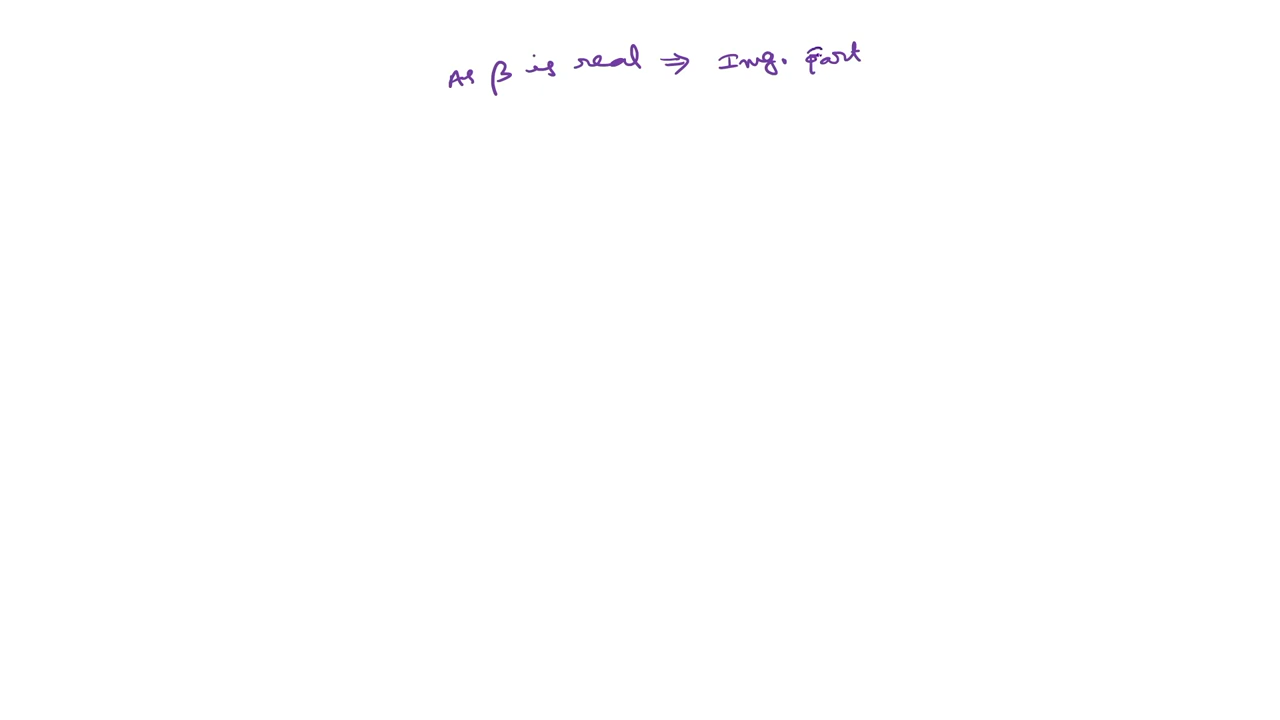 As β is real ⇒ Img. part